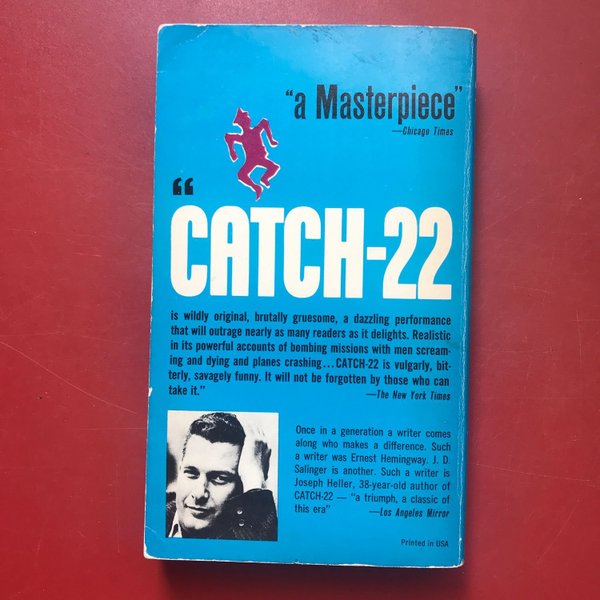 "a Masterpiece"
—Chicago Times
"
CATCH-22
is wildly original, brutally gruesome, a dazzling performance
that will outrage nearly as many readers as it delights. Realistic
in its powerful accounts of bombing missions with men scream-
ing and dying and planes crashing...CATCH-22 is vulgarly, bit-
terly, savagely funny. It will not be forgotten by those who can
take it."
—The New York Times
Once in a generation a writer comes
along who makes a difference. Such
a writer was Ernest Hemingway. J. D.
Salinger is another. Such a writer is
Joseph Heller, 38-year-old author of
CATCH-22 — "a triumph, a classic of
this era"
—Los Angeles Mirror
Printed in USA